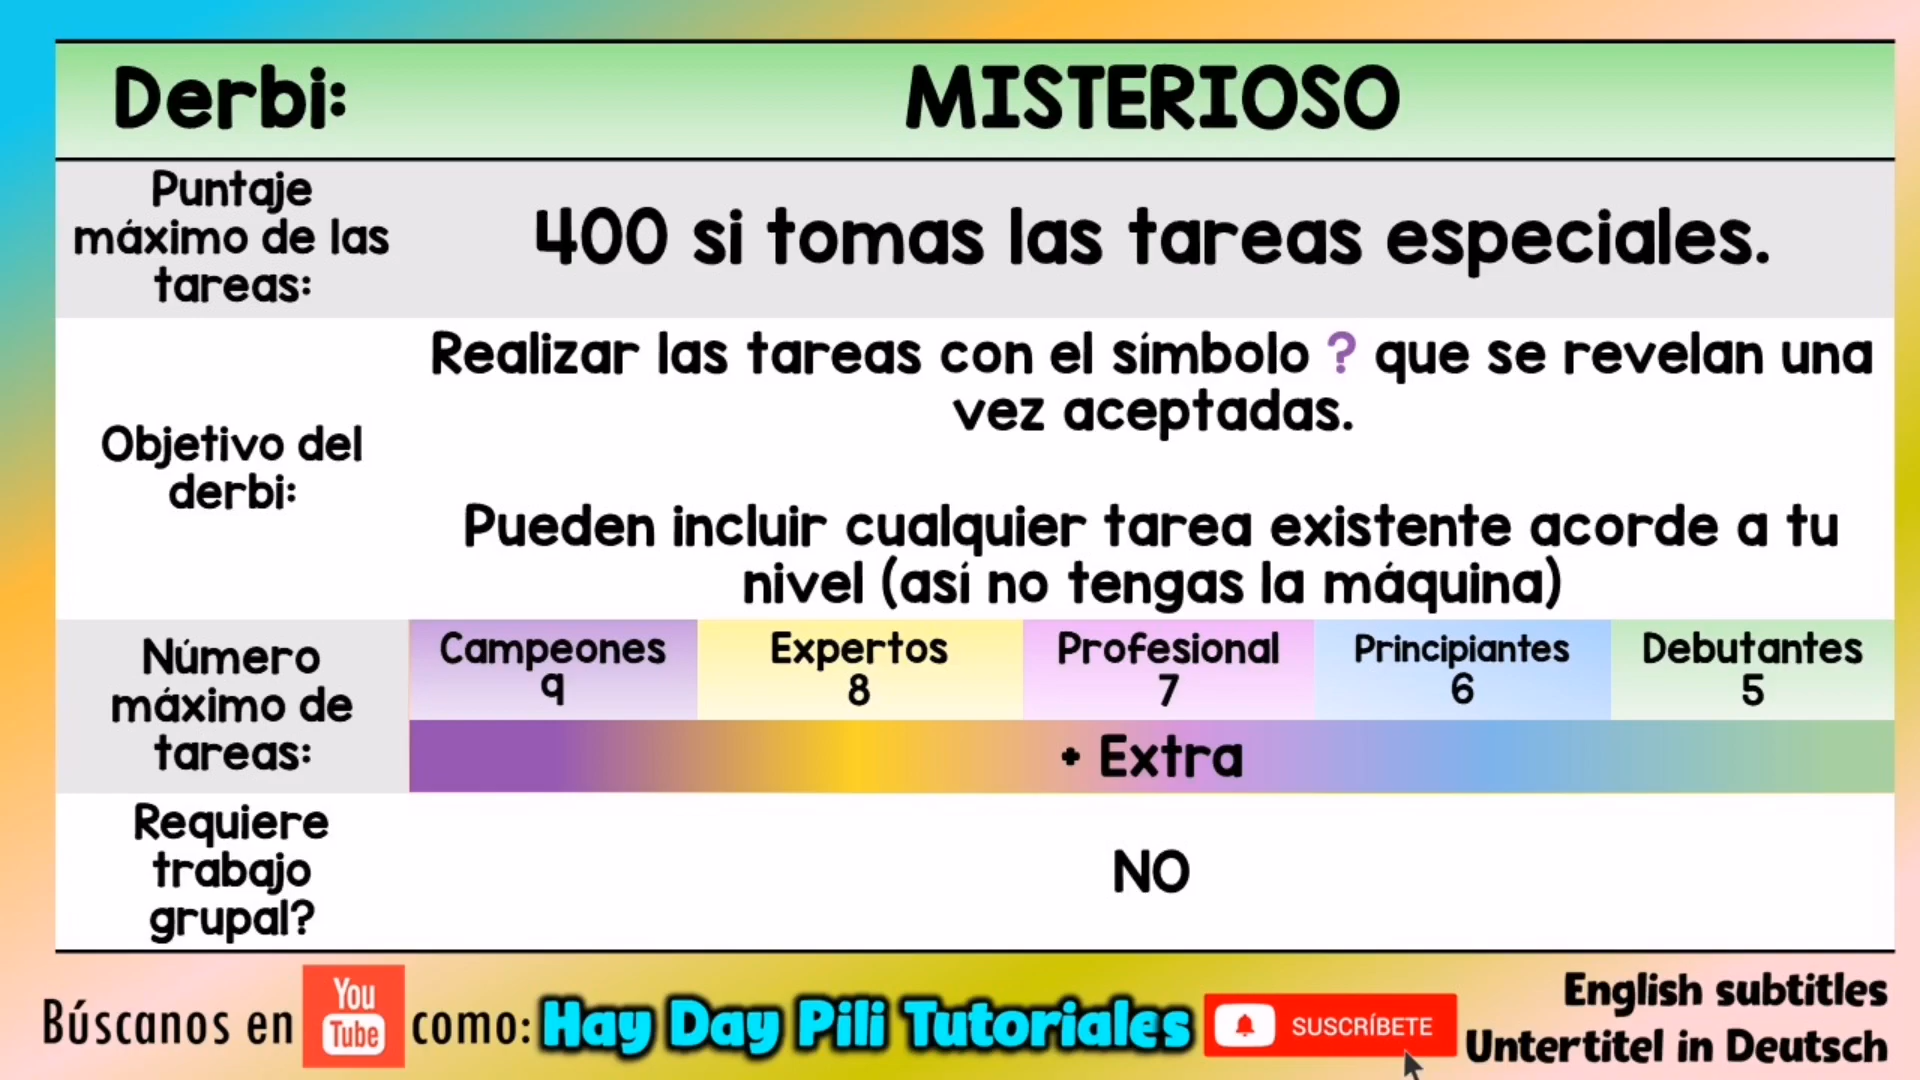 Derbi:
MISTERIOSO
Puntaje
máximo de las
tareas:
400 si tomas las tareas especiales.
Objetivo del
derbi:
Realizar las tareas con el símbolo ? que se revelan una
vez aceptadas.
Pueden incluir cualquier tarea existente acorde a tu
nivel (así no tengas la máquina)
Número
máximo de
tareas:
Campeones
9
Expertos
8
Profesional
7
Principiantes
6
Debutantes
5
+ Extra
Requiere
trabajo
grupal?
NO
Búscanos en You Tube como: Hay Day Pili Tutoriales
SUSCRÍBETE
English subtitles
Untertitel in Deutsch